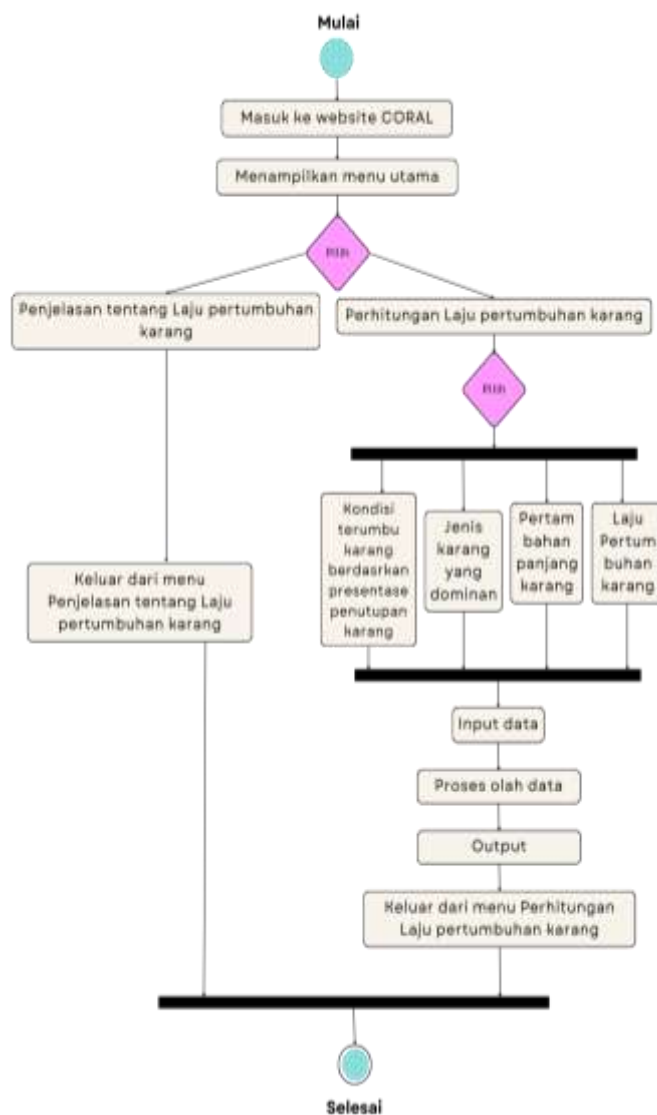 Mulai
Masuk ke website CORAL
Menampilkan menu utama
Pilih
Penjelasan tentang Laju pertumbuhan
karang
Perhitungan Laju pertumbuhan karang
Pilih
Kondisi
terumbu
karang
berdasrkan
presentase
penutupan
karang
Jenis
karang
yang
dominan
Pertam
bahan
panjang
karang
Laju
Pertum
buhan
karang
Keluar dari menu
Penjelasan tentang Laju
pertumbuhan karang
Input data
Proses olah data
Output
Keluar dari menu Perhitungan
Laju pertumbuhan karang
Selesai